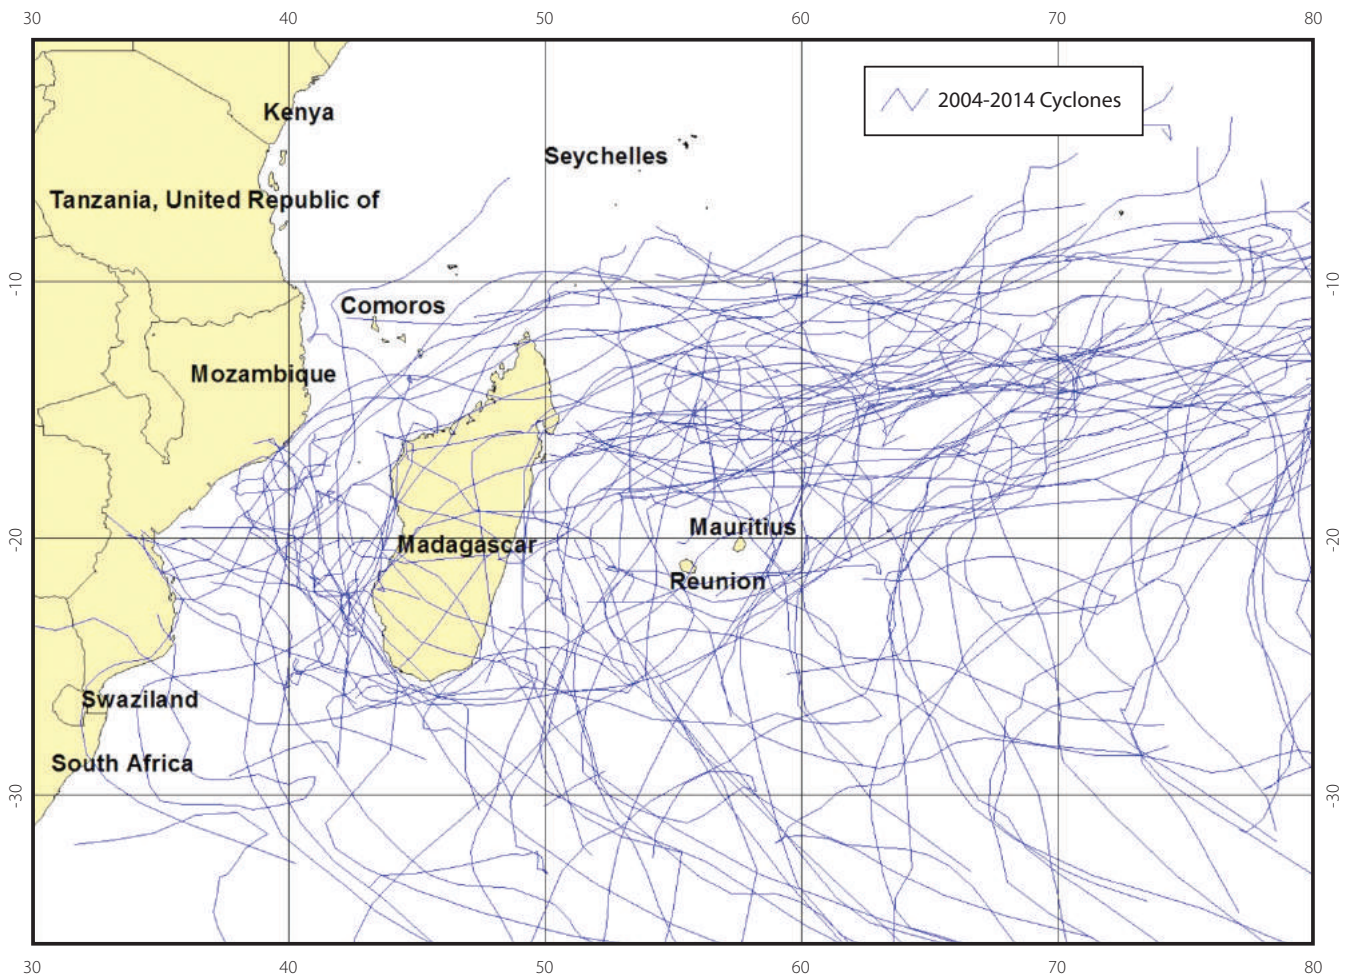 30 40 50 60 70 80
2004-2014 Cyclones
Kenya
Seychelles
Tanzania, United Republic of
-10 -10
Comoros
Mozambique
Mauritius
-20 -20
Madagascar
Reunion
Swaziland
South Africa
-30 -30
30 40 50 60 70 80